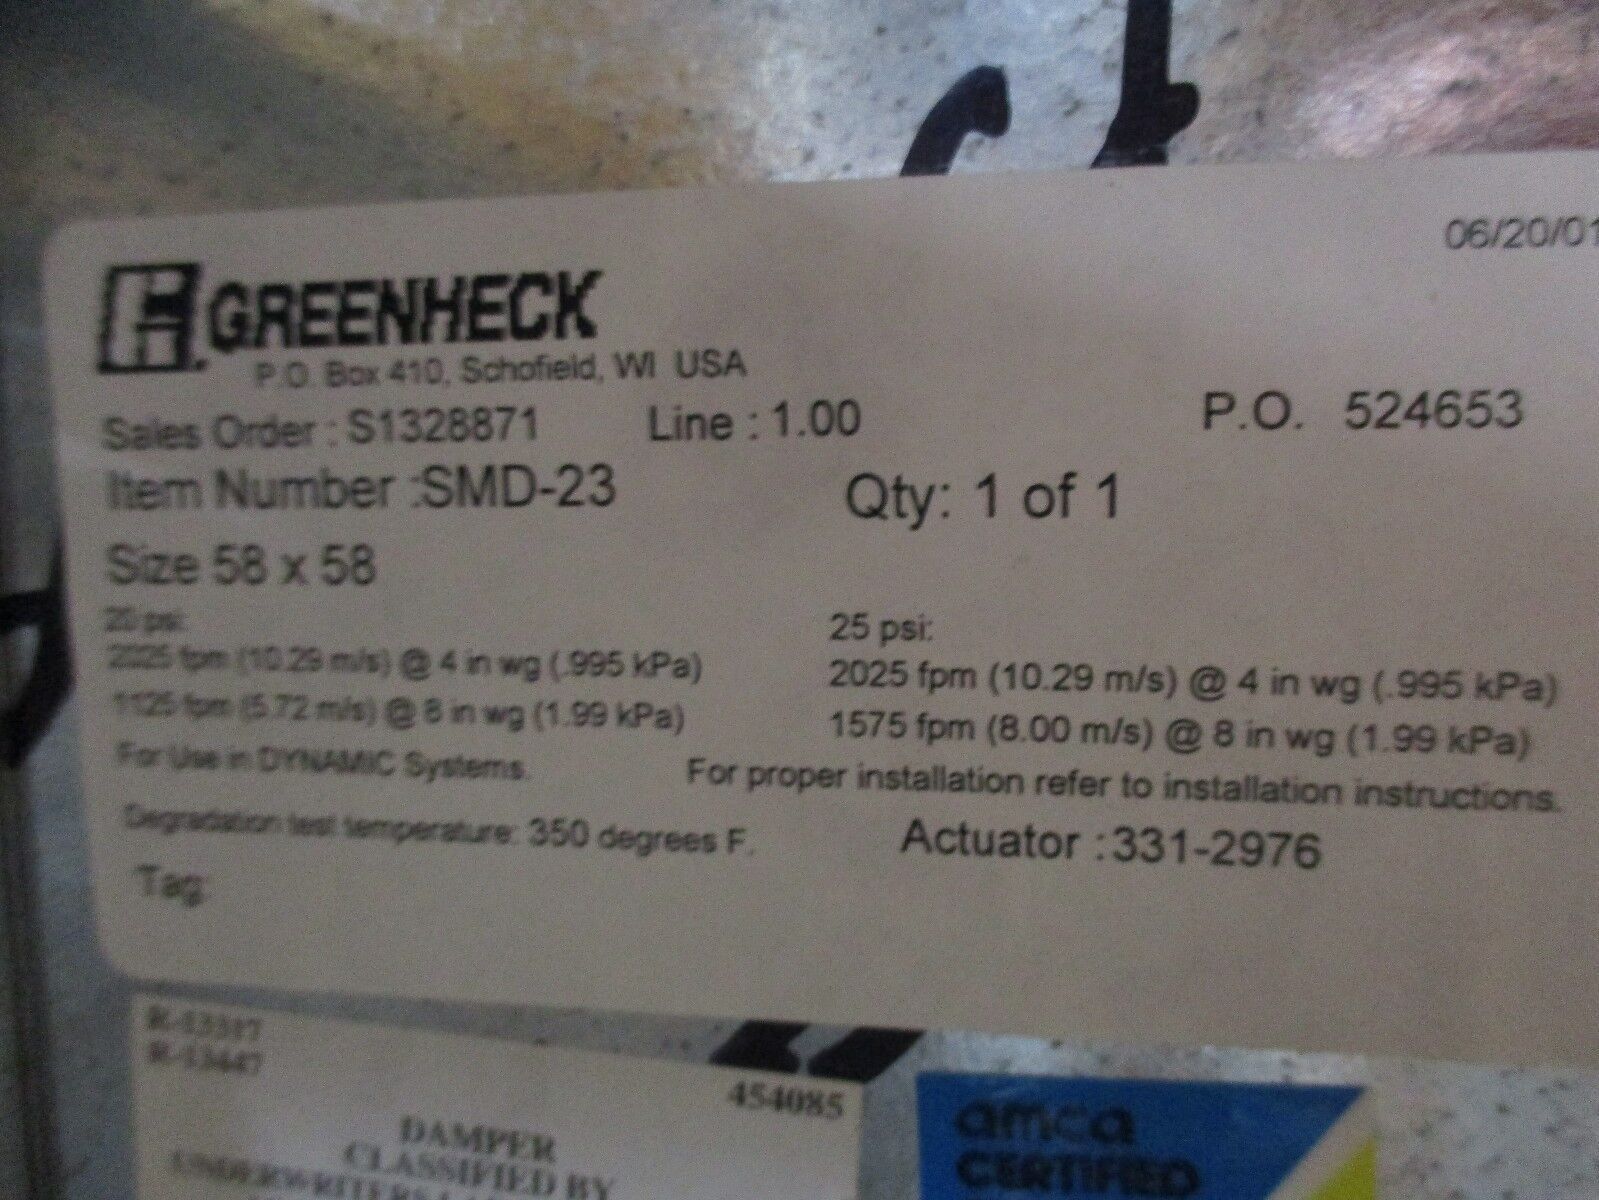 06/20/01
GREENHECK
P.O. Box 410, Schofield, WI USA
Sales Order : S1328871 Line : 1.00 P.O. 524653
Item Number :SMD-23 Qty: 1 of 1
Size 58 x 58
20 psi: 25 psi:
2025 fpm (10.29 m/s) @ 4 in wg (.995 kPa) 2025 fpm (10.29 m/s) @ 4 in wg (.995 kPa)
1125 fpm (5.72 m/s) @ 8 in wg (1.99 kPa) 1575 fpm (8.00 m/s) @ 8 in wg (1.99 kPa)
For Use in DYNAMIC Systems. For proper installation refer to installation instructions.
Degradation test temperature: 350 degrees F. Actuator :331-2976
Tag:
R-13317
R-13447
454085
DAMPER
CLASSIFIED BY
amca
CERTIFIED